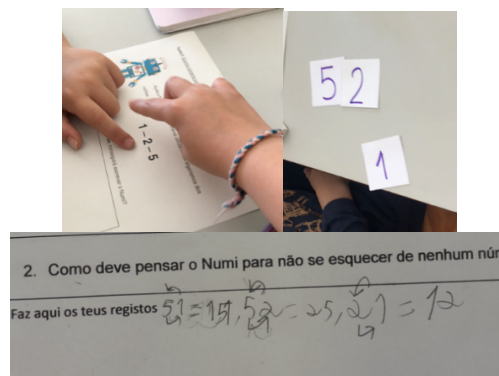 1 – 2 – 5
5 2
1
2. Como deve pensar o Numi para não se esquecer de nenhum núm
Faz aqui os teus registos 51 = 15, 52 = 25, 21 = 12